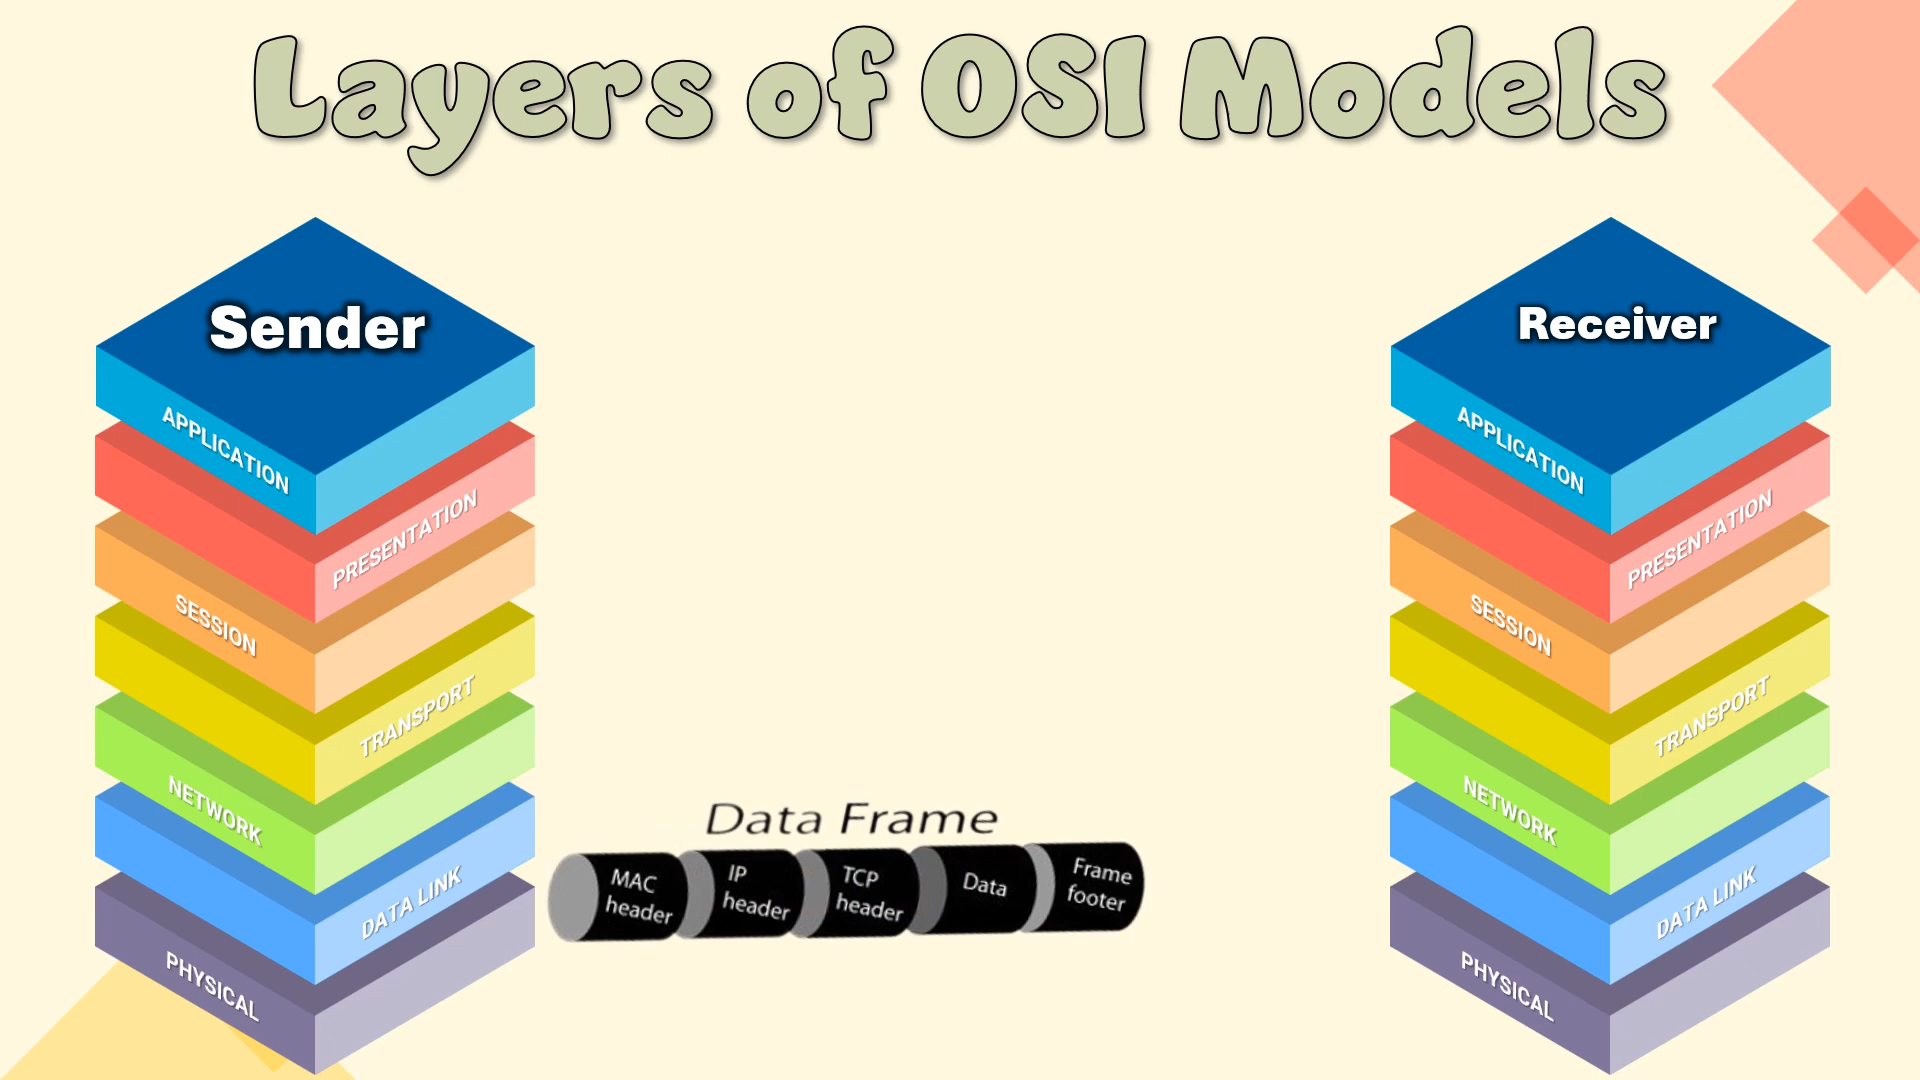 Layers of OSI Models
Sender
APPLICATION
PRESENTATION
SESSION
TRANSPORT
NETWORK
DATA LINK
PHYSICAL
Data Frame
MAC
header
IP
header
TCP
header
Data
Frame
footer
Receiver
APPLICATION
PRESENTATION
SESSION
TRANSPORT
NETWORK
DATA LINK
PHYSICAL